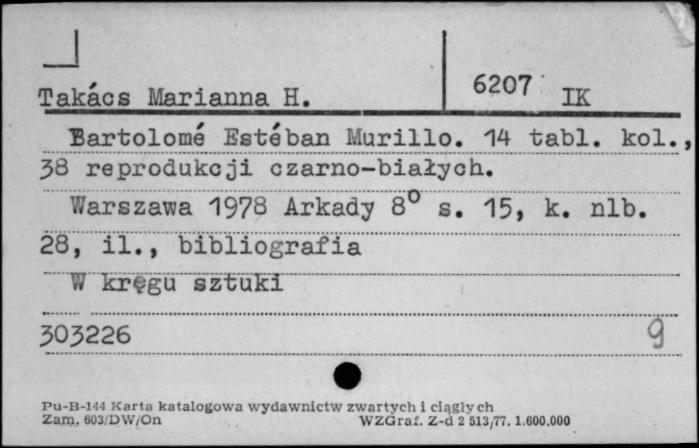 Takács Marianna H.
6207 IK
Bartolomé Estéban Murillo. 14 tabl. kol.,
38 reprodukcji czarno-białych.
Warszawa 1978 Arkady 8° s. 15, k. nlb.
28, il., bibliografia
W kręgu sztuki
303226 9
Pu-B-144 Karta katalogowa wydawnictw zwartych i ciągłych
Zam. 603/DW/On WZGraf. Z-d 2 513/77. 1.600.000